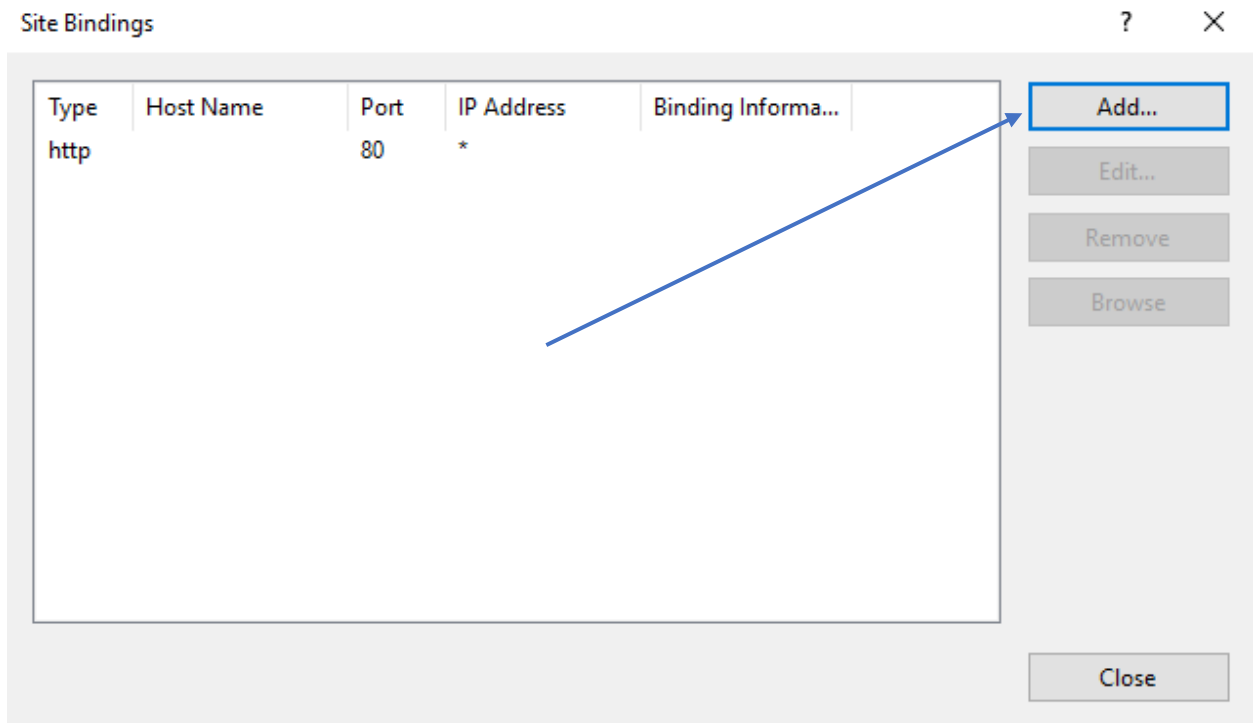 Site Bindings ? ×
Type Host Name Port IP Address Binding Informa...
http 80 *
Add...
Edit...
Remove
Browse
Close